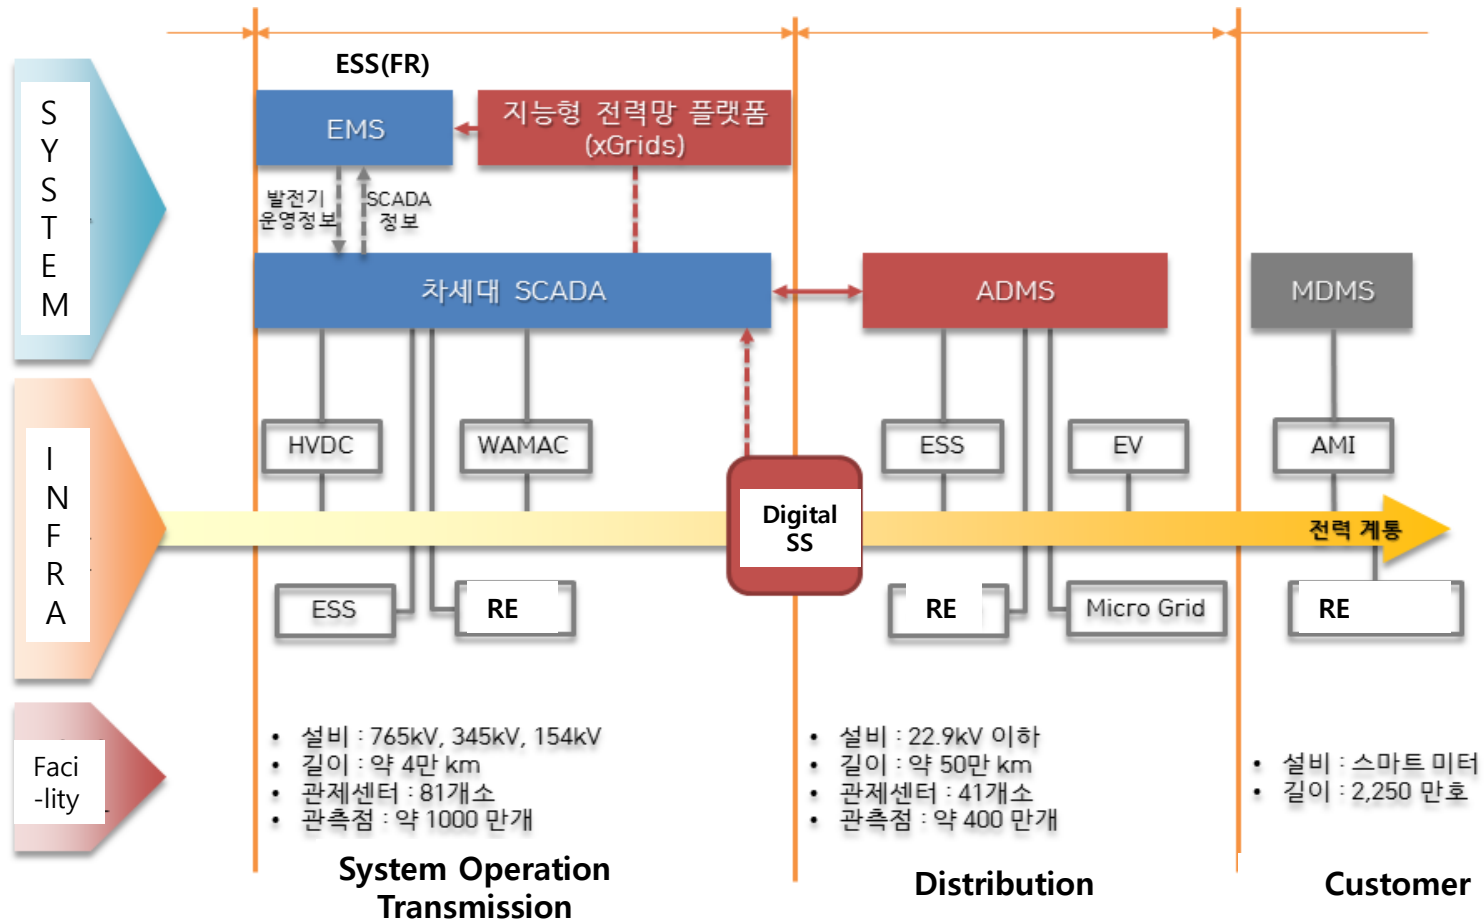 S
Y
S
T
E
M
ESS(FR)
EMS
지능형 전력망 플랫폼
(xGrids)
발전기
운영정보
SCADA
정보
차세대 SCADA
ADMS
MDMS
I
N
F
R
A
HVDC
WAMAC
ESS
EV
AMI
Digital
SS
전력 계통
ESS
RE
RE
Micro Grid
RE
Faci
-lity
• 설비 : 765kV, 345kV, 154kV
• 길이 : 약 4만 km
• 관제센터 : 81개소
• 관측점 : 약 1000 만개
• 설비 : 22.9kV 이하
• 길이 : 약 50만 km
• 관제센터 : 41개소
• 관측점 : 약 400 만개
• 설비 : 스마트 미터
• 길이 : 2,250 만호
System Operation
Transmission
Distribution
Customer